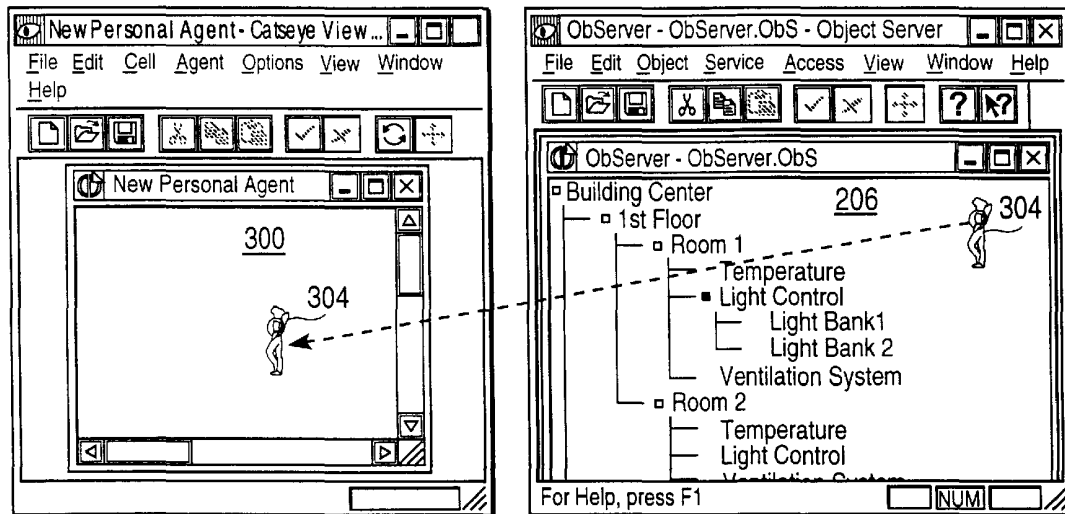 New Personal Agent - Catseye View...
File Edit Cell Agent Options View Window
Help
New Personal Agent
300
304
ObServer - ObServer.ObS - Object Server
File Edit Object Service Access View Window Help
? ?
ObServer - ObServer.ObS
Building Center
206
304
1st Floor
Room 1
Temperature
Light Control
Light Bank1
Light Bank 2
Ventilation System
Room 2
Temperature
Light Control
Ventilation System
For Help, press F1
NUM